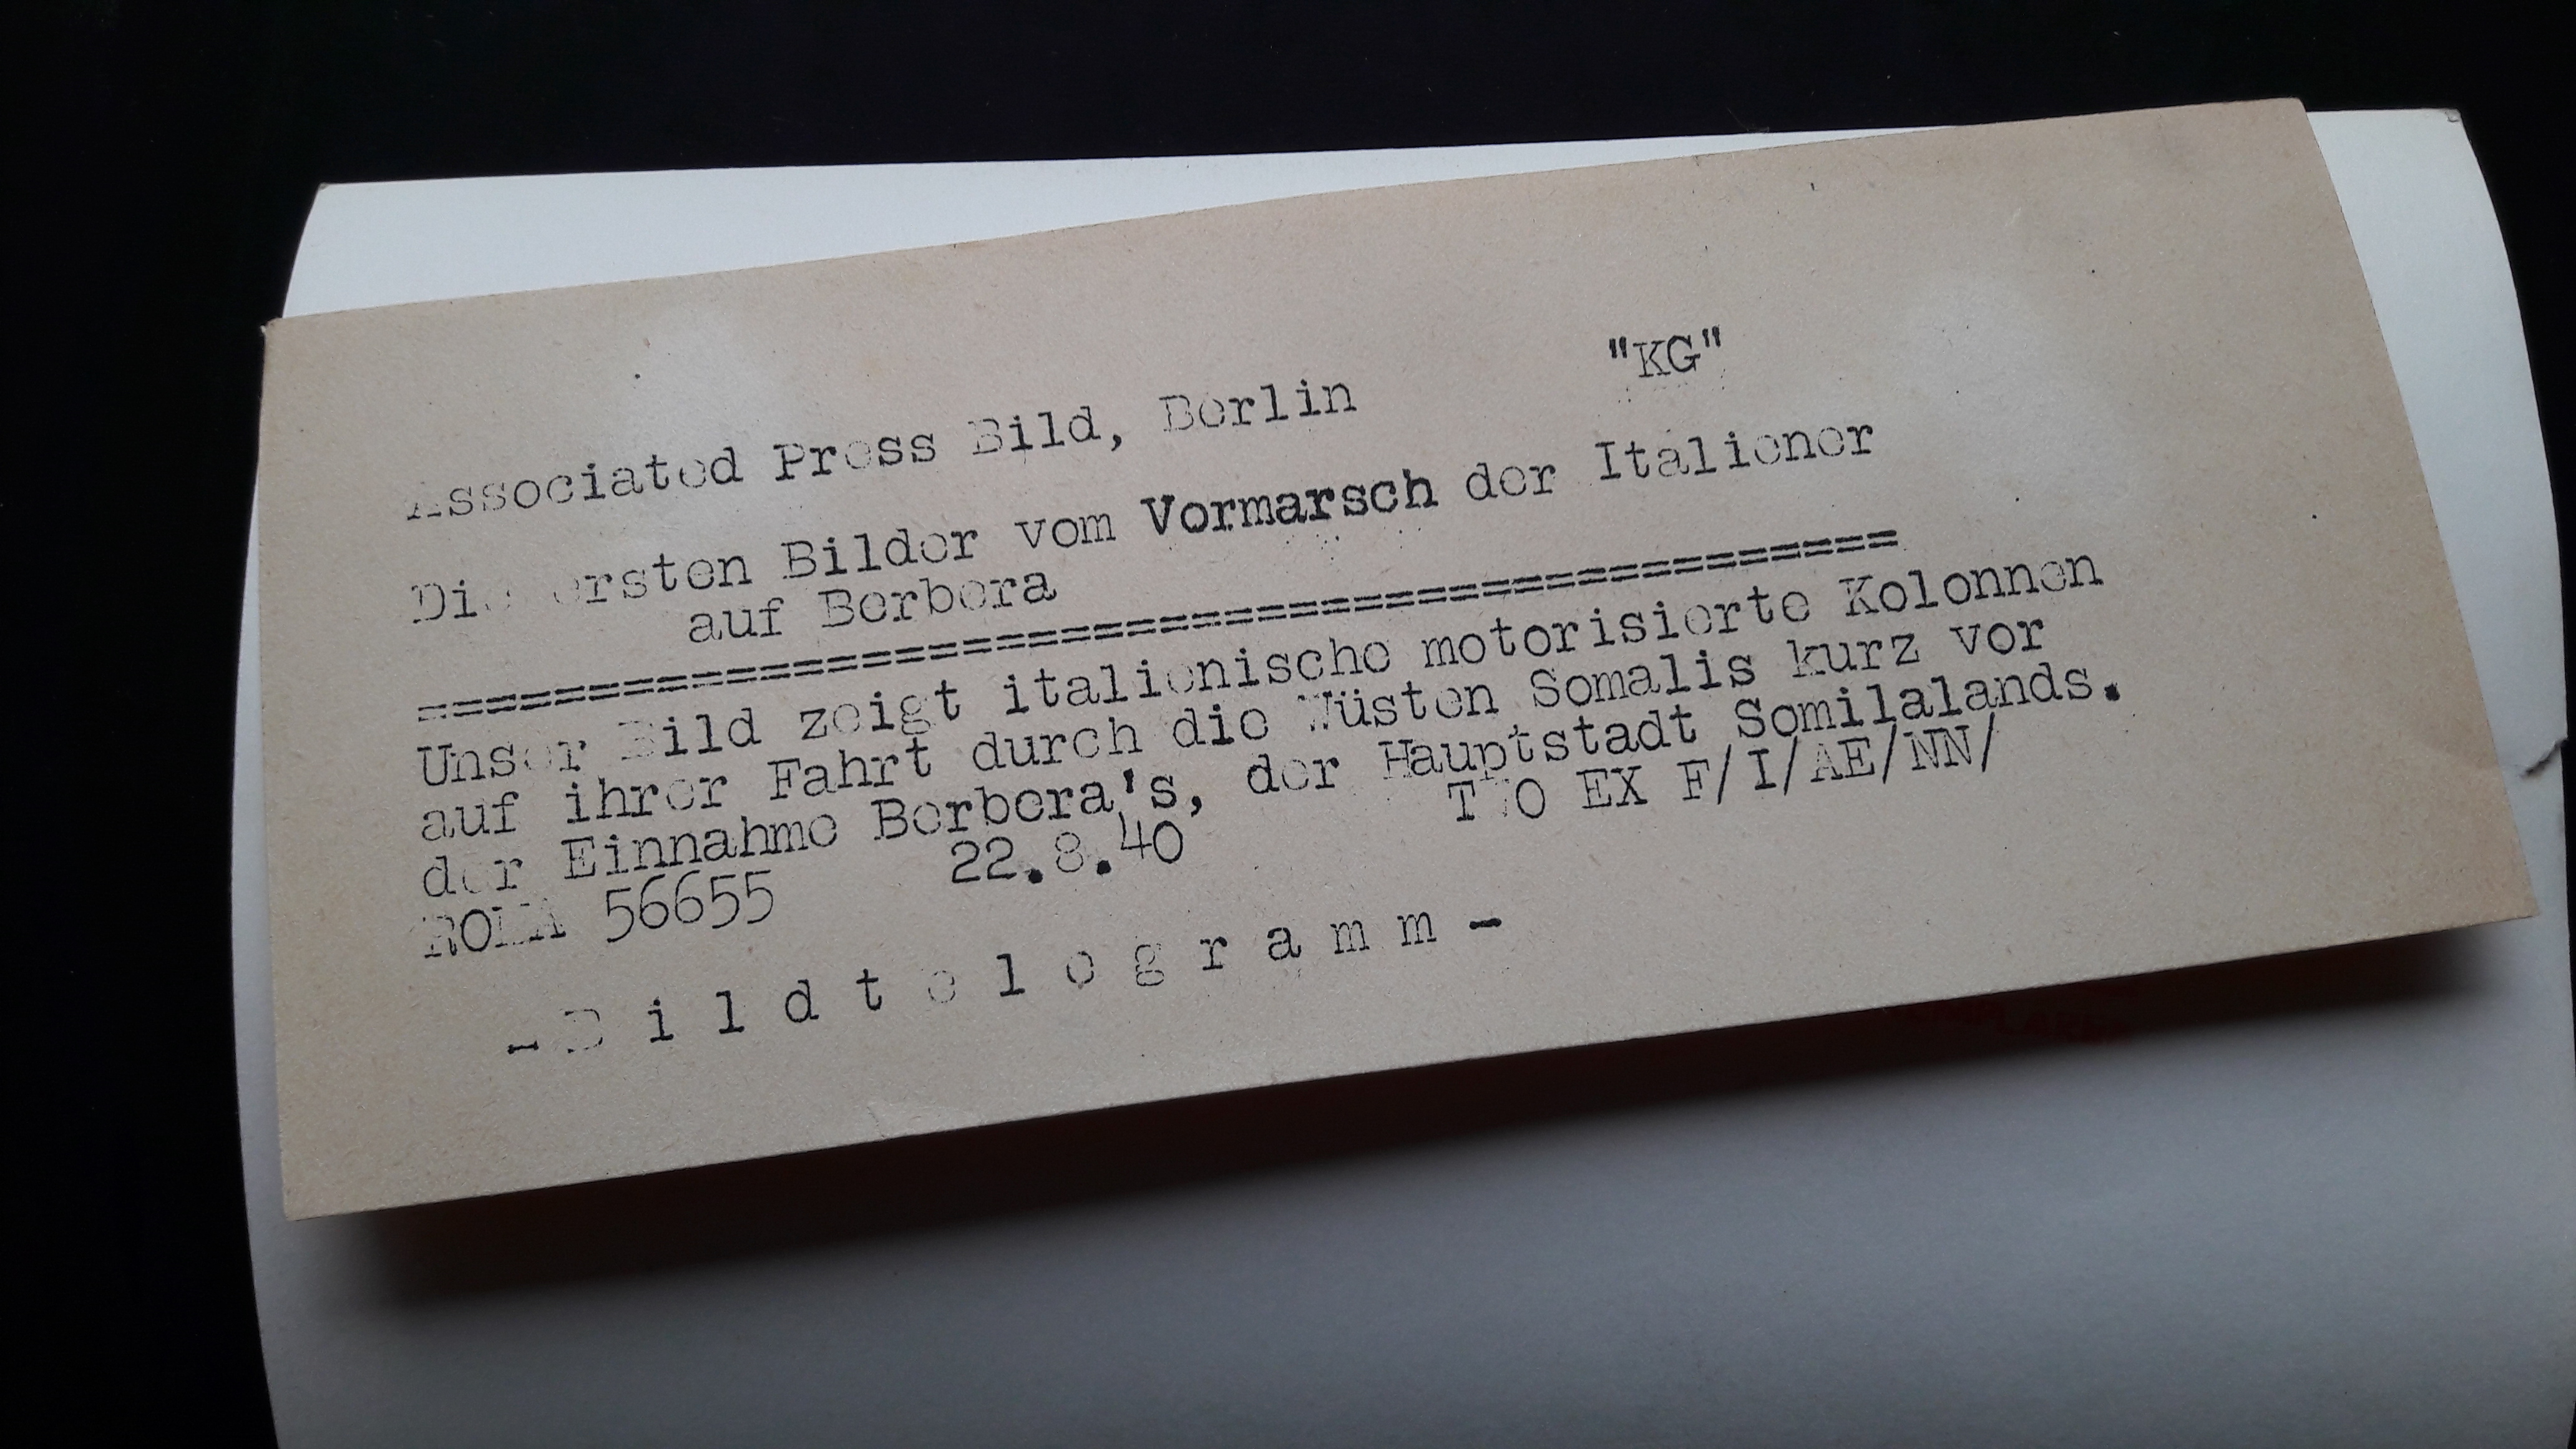 Associated Press Bild, Berlin "KG"
Die ersten Bilder vom Vormarsch der Italiener
auf Berbera
==============================================
Unser Bild zeigt italienische motorisierte Kolonnen
auf ihrer Fahrt durch die Wüsten Somalis kurz vor
der Einnahme Berbera's, der Hauptstadt Somilalands.
ROMA 56655 22.8.40 EX F/I/AE/NN/
-B i l d t e l e g r a m m -